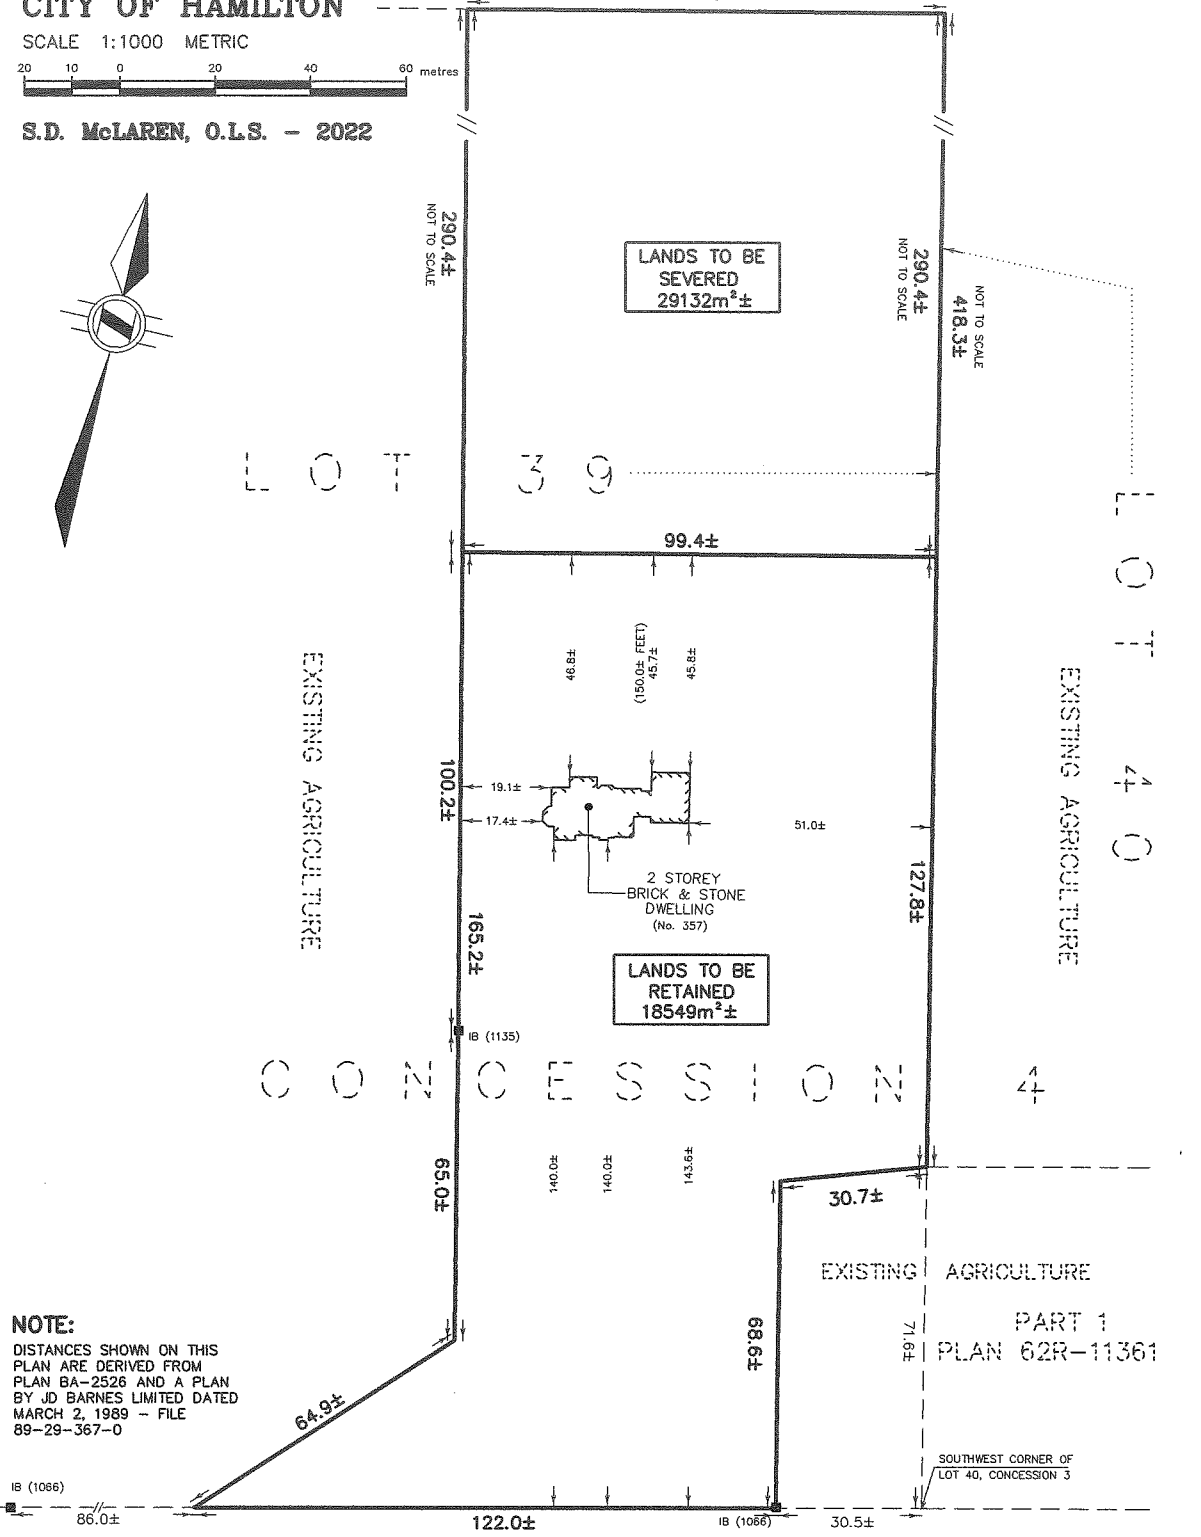 CITY OF HAMILTON
SCALE 1:1000 METRIC
20 10 0 20 40 60 metres
S.D. McLAREN, O.L.S. - 2022
290.4±
NOT TO SCALE
LANDS TO BE
SEVERED
29132m²±
290.4±
NOT TO SCALE
418.3±
NOT TO SCALE
LOT 39
LOT 40
99.4±
46.8±
(150.0± FEET)
45.7±
45.8±
EXISTING AGRICULTURE
EXISTING AGRICULTURE
100.2±
19.1±
17.4±
51.0±
127.8±
2 STOREY
BRICK & STONE
DWELLING
(No. 357)
165.2±
LANDS TO BE
RETAINED
18549m²±
IB (1135)
CONCESSION 4
65.0±
140.0±
140.0±
143.6±
30.7±
EXISTING AGRICULTURE
PART 1
PLAN 62R-11361
71.6±
68.6±
NOTE:
DISTANCES SHOWN ON THIS
PLAN ARE DERIVED FROM
PLAN BA-2526 AND A PLAN
BY JD BARNES LIMITED DATED
MARCH 2, 1989 - FILE
89-29-367-0
64.9±
SOUTHWEST CORNER OF
LOT 40, CONCESSION 3
IB (1066)
86.0±
122.0±
IB (1066)
30.5±